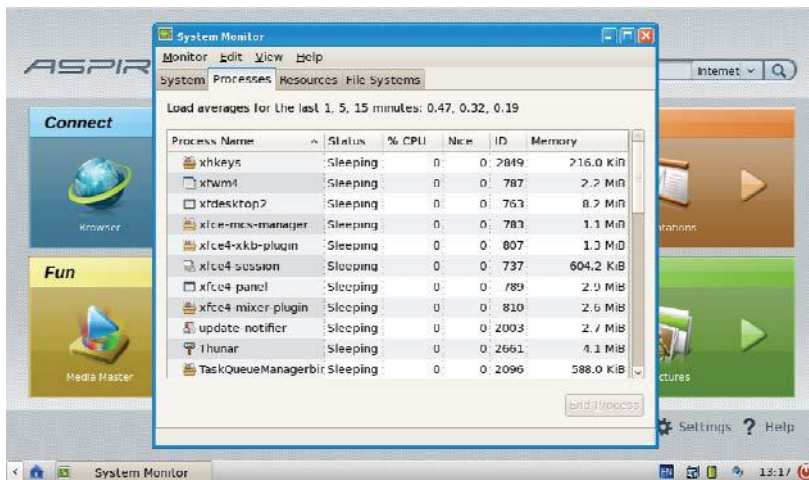 System Monitor
Monitor Edit View Help
System Processes Resources File Systems
Load averages for the last 1, 5, 15 minutes: 0.47, 0.32, 0.19
Process Name Status % CPU Nice ID Memory
xhkeys Sleeping 0 0 2849 216.0 KiB
xfwm4 Sleeping 0 0 787 2.2 MiB
xfdesktop2 Sleeping 0 0 763 8.2 MiB
xfce-mcs-manager Sleeping 0 0 783 1.1 MiB
xfce4-xkb-plugin Sleeping 0 0 807 1.3 MiB
xfce4-session Sleeping 0 0 737 604.2 KiB
xfce4-panel Sleeping 0 0 789 2.9 MiB
xfce4-mixer-plugin Sleeping 0 0 810 2.6 MiB
update-notifier Sleeping 0 0 2003 2.7 MiB
Thunar Sleeping 0 0 2661 4.1 MiB
TaskQueueManagerbir Sleeping 0 0 2096 588.0 KiB
End Process
ASPIR
Internet
Connect
Browser
tations
Fun
Media Master
ctures
Settings ? Help
System Monitor EN 13:17